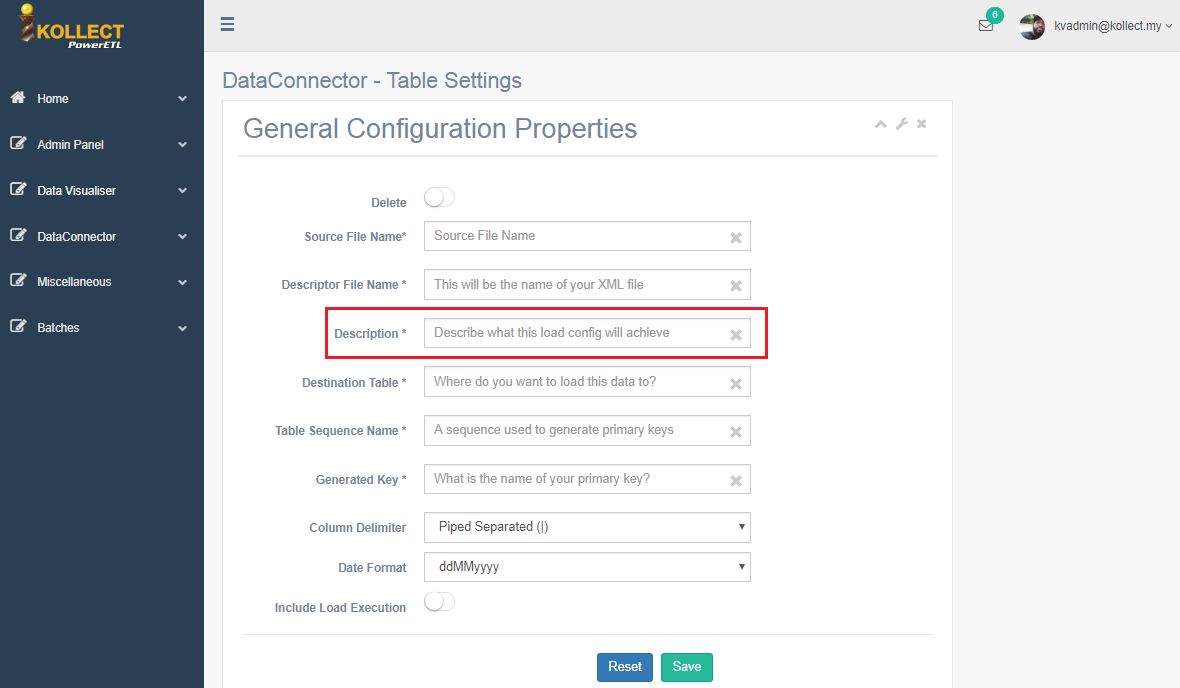 KOLLECT
PowerETL
6
kvadmin@kollect.my
Home
Admin Panel
Data Visualiser
DataConnector
Miscellaneous
Batches
DataConnector - Table Settings
General Configuration Properties
Delete
Source File Name* Source File Name
Descriptor File Name * This will be the name of your XML file
Description * Describe what this load config will achieve
Destination Table * Where do you want to load this data to?
Table Sequence Name * A sequence used to generate primary keys
Generated Key * What is the name of your primary key?
Column Delimiter Piped Separated (|)
Date Format ddMMyyyy
Include Load Execution
Reset Save